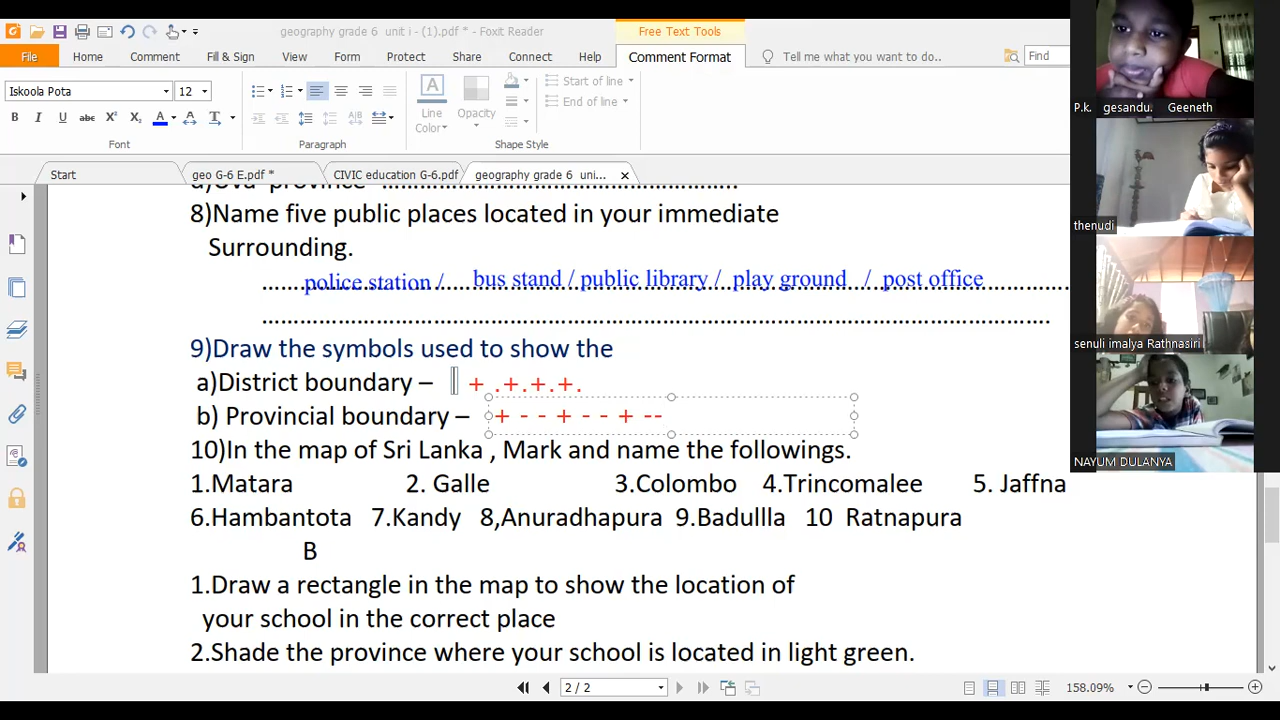 geography grade 6 unit i - (1).pdf * - Foxit Reader
Free Text Tools
File Home Comment Fill & Sign View Form Protect Share Connect Help Comment Format Tell me what you want to do.. Find
Iskoola Pota 12
Line Color
Opacity
Start of line
End of line
Font Paragraph Shape Style
Start geo G-6 E.pdf * CIVIC education G-6.pdf geography grade 6 uni...
a)Uva province ..........................................
8)Name five public places located in your immediate
Surrounding.
police station / bus stand / public library / play ground / post office
9)Draw the symbols used to show the
a)District boundary – + .+.+.+.
b) Provincial boundary – + - - + - - + --
10)In the map of Sri Lanka , Mark and name the followings.
1.Matara 2. Galle 3.Colombo 4.Trincomalee 5. Jaffna
6.Hambantota 7.Kandy 8,Anuradhapura 9.Badullla 10 Ratnapura
B
1.Draw a rectangle in the map to show the location of
your school in the correct place
2.Shade the province where your school is located in light green.
2 / 2 158.09%
P.k. gesandu. Geeneth
thenudi
senuli imalya Rathnasiri
NAYUM DULANYA